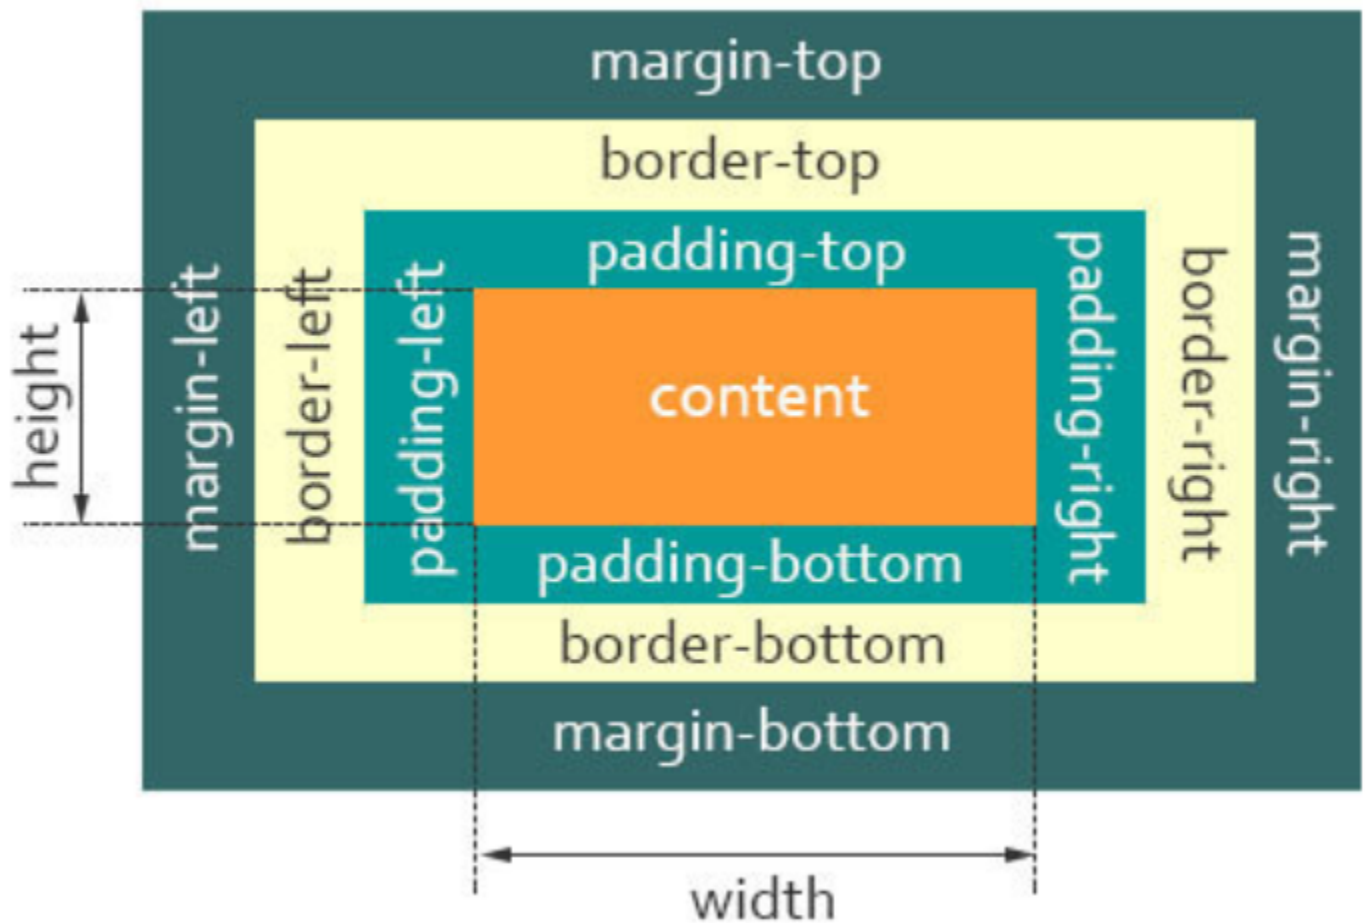 margin-top
border-top
padding-top
height
margin-left
border-left
padding-left
content
padding-right
border-right
margin-right
padding-bottom
border-bottom
margin-bottom
width